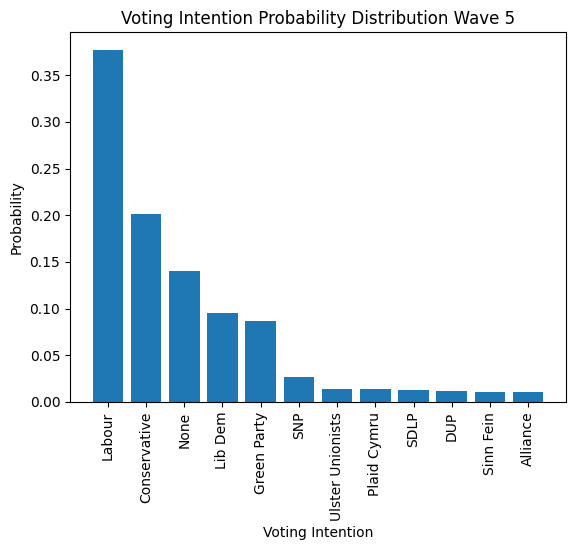 Voting Intention Probability Distribution Wave 5
Probability
0.35
0.30
0.25
0.20
0.15
0.10
0.05
0.00
Labour
Conservative
None
Lib Dem
Green Party
SNP
Ulster Unionists
Plaid Cymru
SDLP
DUP
Sinn Fein
Alliance
Voting Intention